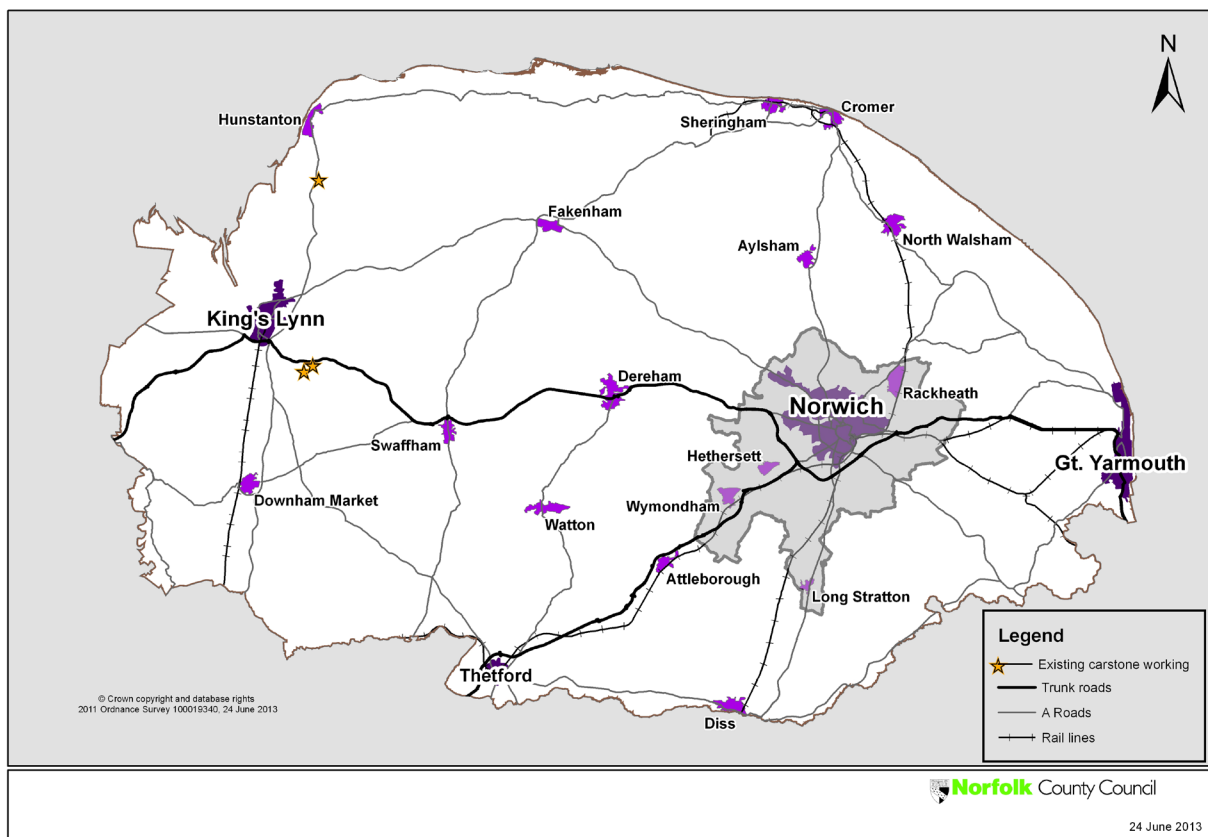 N
Hunstanton
Sheringham
Cromer
Fakenham
Aylsham
North Walsham
King's Lynn
Dereham
Norwich
Rackheath
Swaffham
Hethersett
Gt. Yarmouth
Downham Market
Wymondham
Watton
Attleborough
Long Stratton
Thetford
Diss
Legend
Existing carstone working
Trunk roads
A Roads
Rail lines
© Crown copyright and database rights
2011 Ordnance Survey 100019340, 24 June 2013
Norfolk County Council
24 June 2013